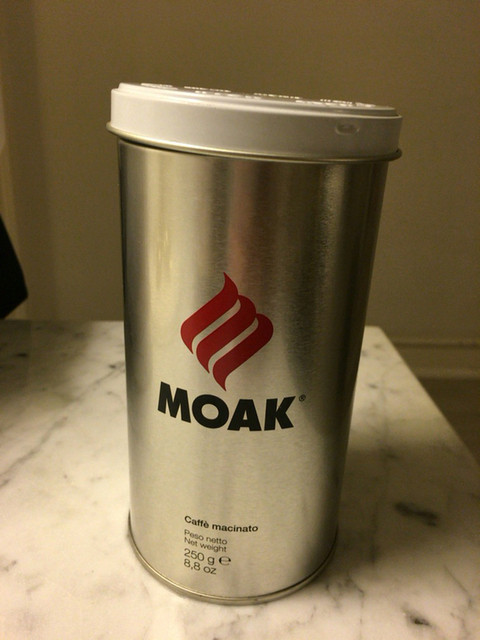 MOAK®
Caffè macinato
Peso netto
Net weight
250 g ℮
8,8 oz